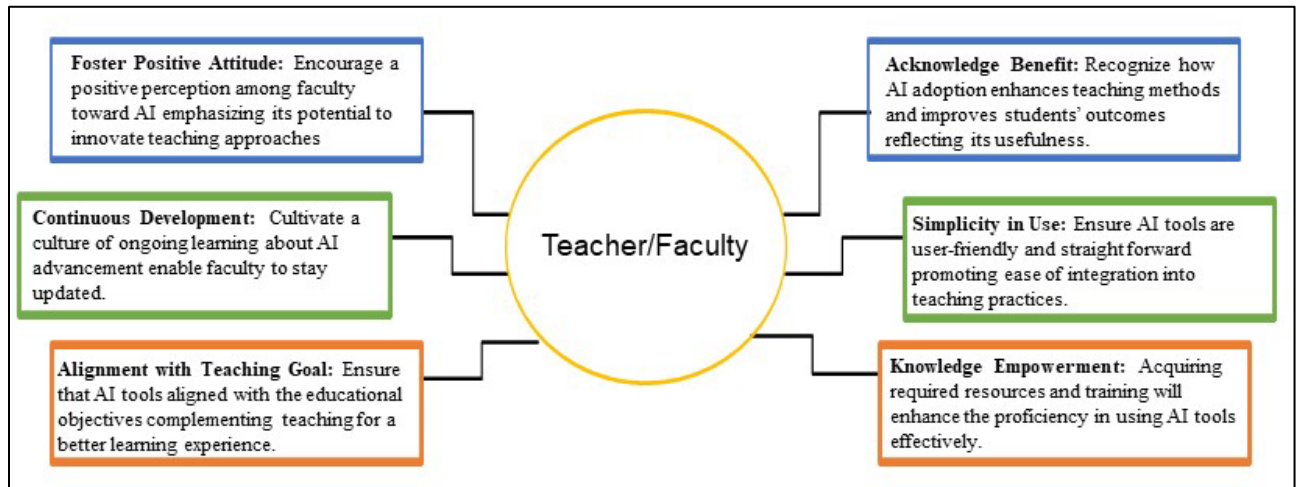 Foster Positive Attitude: Encourage a
positive perception among faculty
toward AI emphasizing its potential to
innovate teaching approaches
Continuous Development: Cultivate a
culture of ongoing learning about AI
advancement enable faculty to stay
updated.
Alignment with Teaching Goal: Ensure
that AI tools aligned with the educational
objectives complementing teaching for a
better learning experience.
Teacher/Faculty
Acknowledge Benefit: Recognize how
AI adoption enhances teaching methods
and improves students’ outcomes
reflecting its usefulness.
Simplicity in Use: Ensure AI tools are
user-friendly and straight forward
promoting ease of integration into
teaching practices.
Knowledge Empowerment: Acquiring
required resources and training will
enhance the proficiency in using AI tools
effectively.